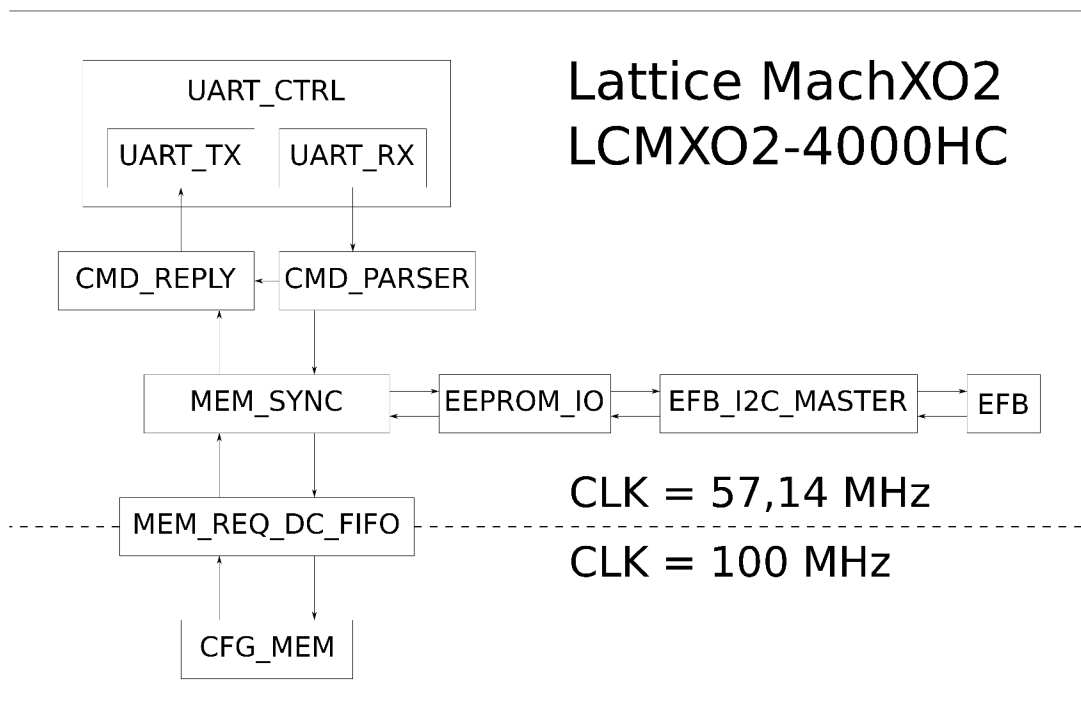 Lattice MachXO2
LCMXO2-4000HC
UART_CTRL
UART_TX
UART_RX
CMD_REPLY
CMD_PARSER
MEM_SYNC
EEPROM_IO
EFB_I2C_MASTER
EFB
CLK = 57,14 MHz
MEM_REQ_DC_FIFO
CLK = 100 MHz
CFG_MEM